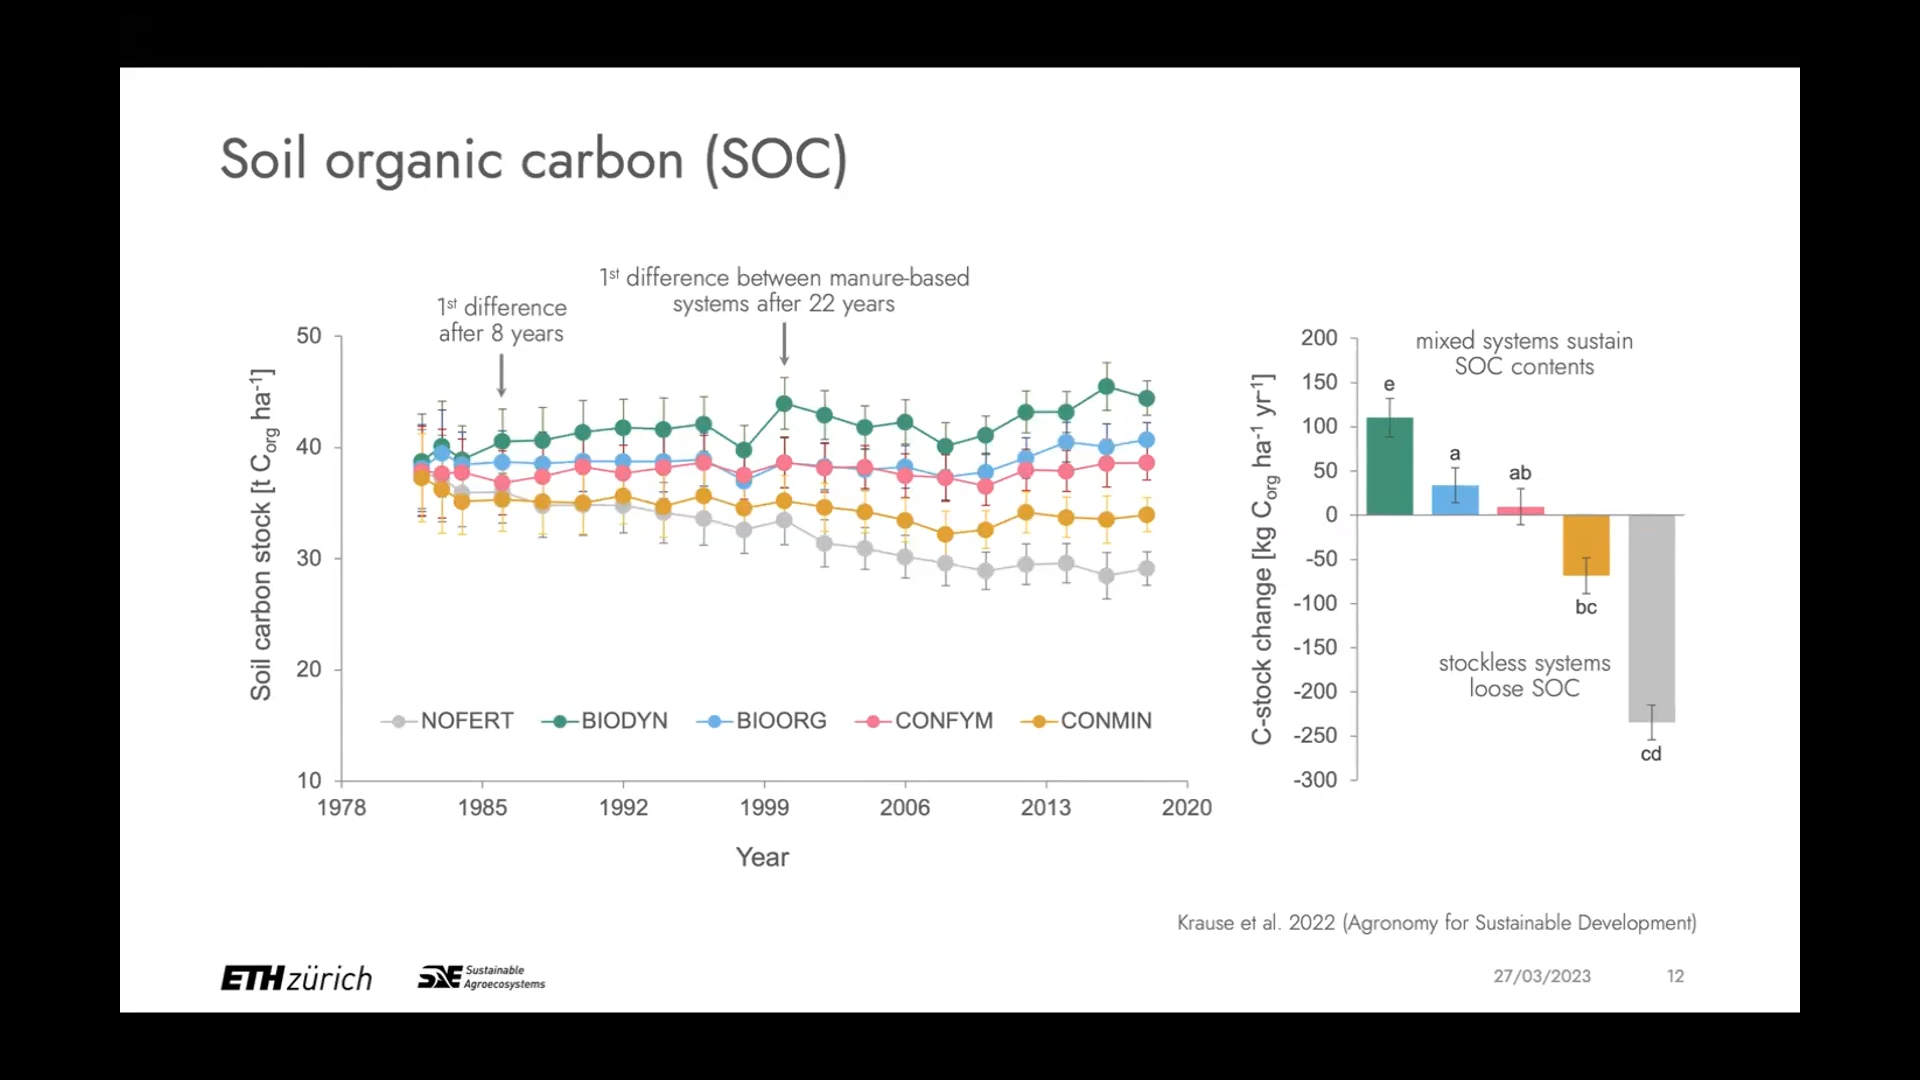 Soil organic carbon (SOC)
1st difference
after 8 years
1st difference between manure-based
systems after 22 years
Soil carbon stock [t Corg ha-1]
50
40
30
20
10
NOFERT BIODYN BIOORG CONFYM CONMIN
1978 1985 1992 1999 2006 2013 2020
Year
C-stock change [kg Corg ha-1 yr-1]
200
150
100
50
0
-50
-100
-150
-200
-250
-300
mixed systems sustain
SOC contents
e
a
ab
bc
cd
stockless systems
loose SOC
Krause et al. 2022 (Agronomy for Sustainable Development)
ETH zürich
SAE Sustainable
Agroecosystems
27/03/2023 12